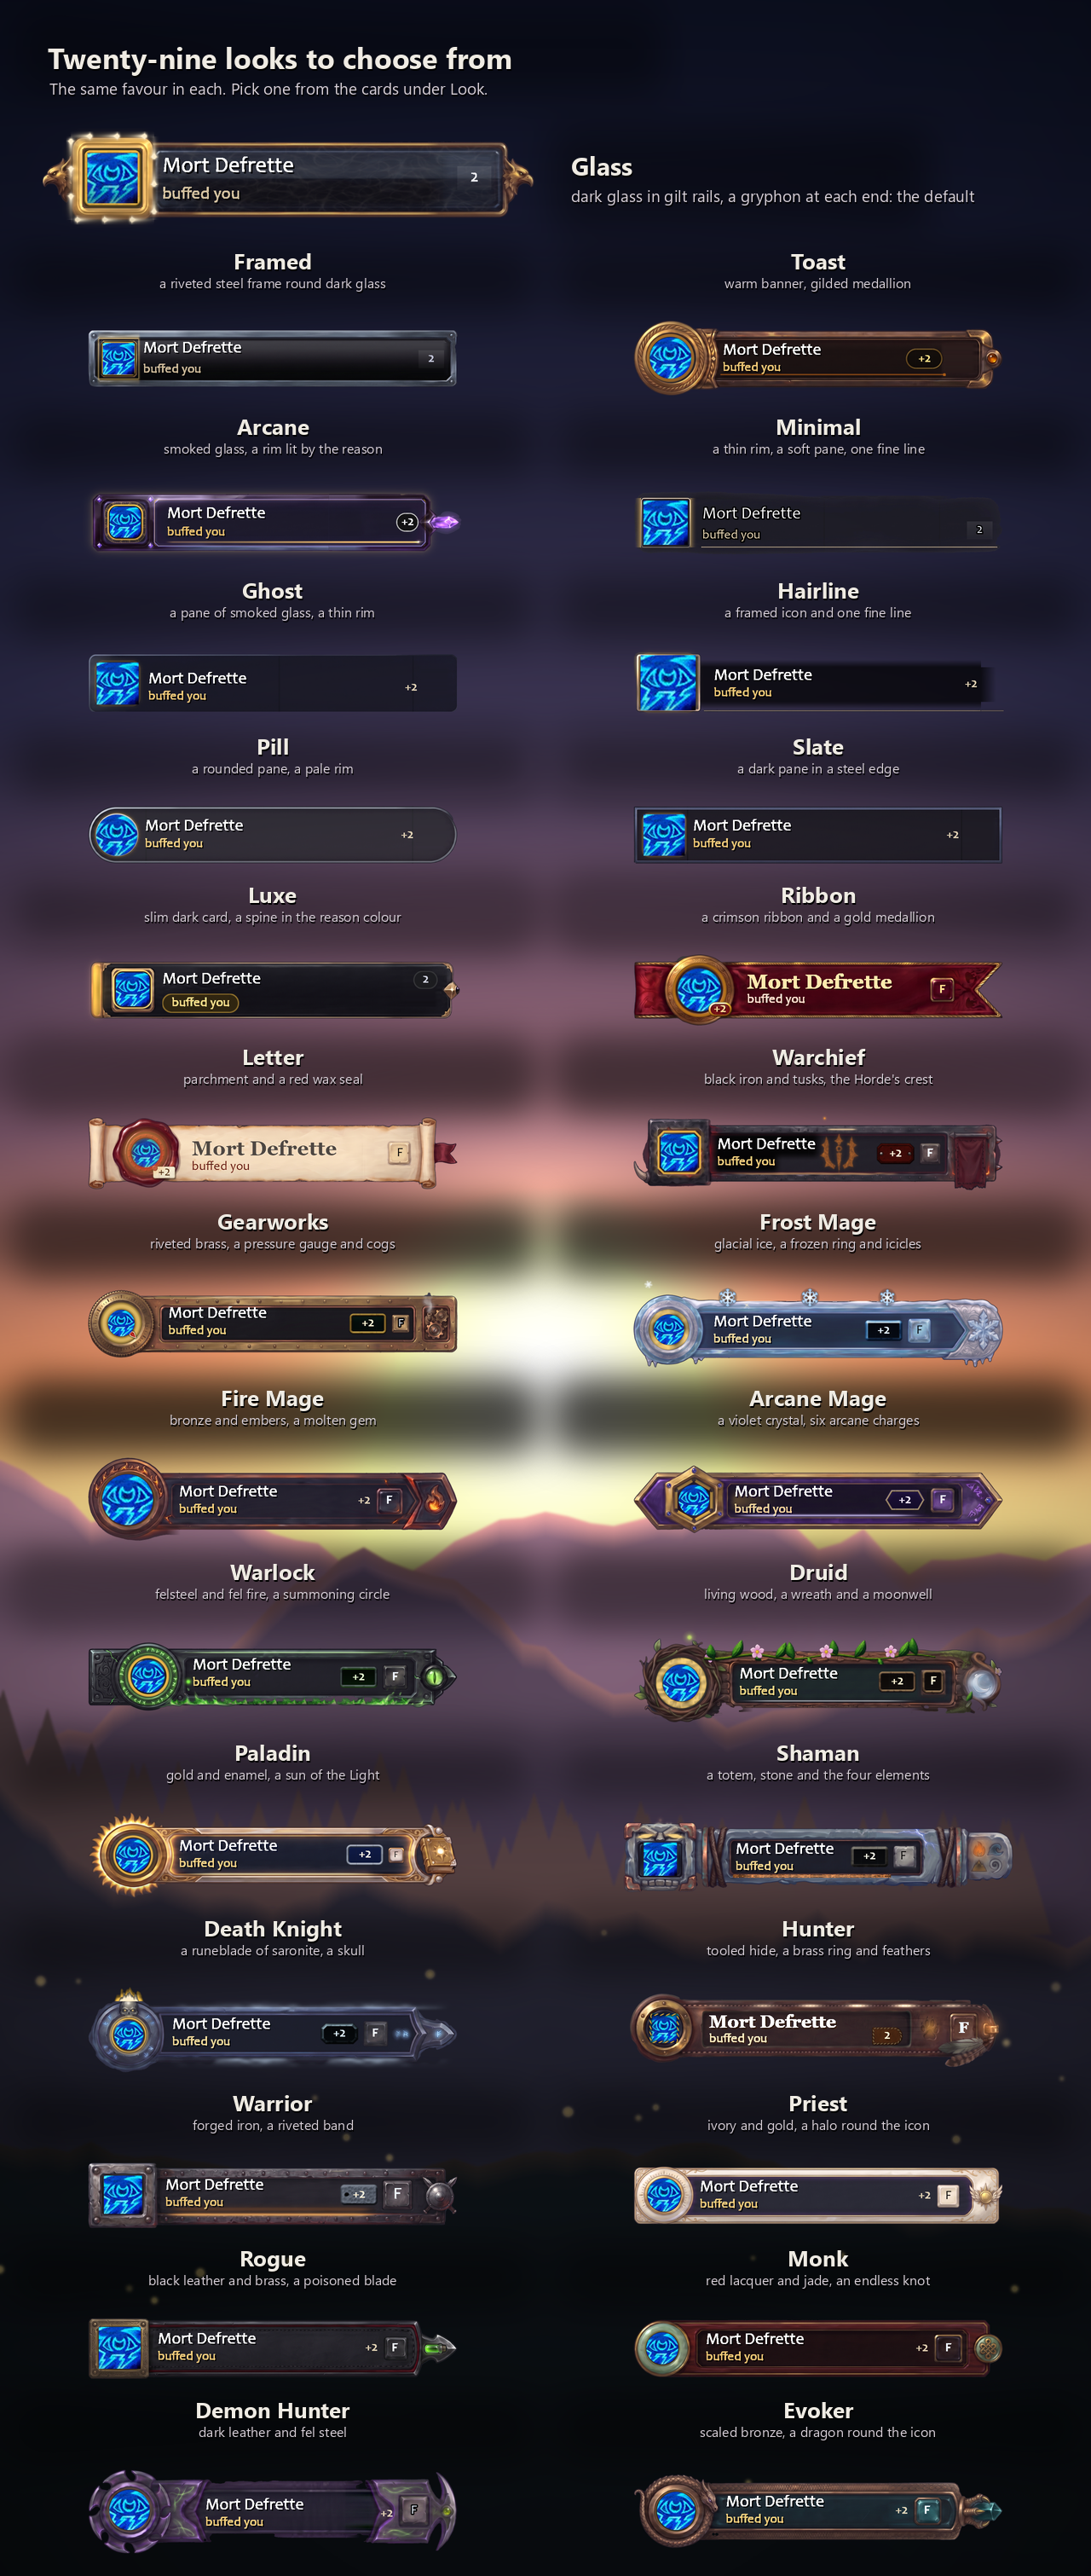 Twenty-nine looks to choose from
The same favour in each. Pick one from the cards under Look.
Mort Defrette
buffed you
2
Glass
dark glass in gilt rails, a gryphon at each end: the default
Framed
a riveted steel frame round dark glass
Mort Defrette
buffed you
2
Toast
warm banner, gilded medallion
Mort Defrette
buffed you
+2
Arcane
smoked glass, a rim lit by the reason
Mort Defrette
buffed you
+2
Minimal
a thin rim, a soft pane, one fine line
Mort Defrette
buffed you
2
Ghost
a pane of smoked glass, a thin rim
Mort Defrette
buffed you
+2
Hairline
a framed icon and one fine line
Mort Defrette
buffed you
+2
Pill
a rounded pane, a pale rim
Mort Defrette
buffed you
+2
Slate
a dark pane in a steel edge
Mort Defrette
buffed you
+2
Luxe
slim dark card, a spine in the reason colour
Mort Defrette
buffed you
2
Ribbon
a crimson ribbon and a gold medallion
Mort Defrette
buffed you
+2
F
Letter
parchment and a red wax seal
Mort Defrette
buffed you
+2
F
Warchief
black iron and tusks, the Horde's crest
Mort Defrette
buffed you
+2
F
Gearworks
riveted brass, a pressure gauge and cogs
Mort Defrette
buffed you
+2
F
Frost Mage
glacial ice, a frozen ring and icicles
Mort Defrette
buffed you
+2
F
Fire Mage
bronze and embers, a molten gem
Mort Defrette
buffed you
+2
F
Arcane Mage
a violet crystal, six arcane charges
Mort Defrette
buffed you
+2
F
Warlock
felsteel and fel fire, a summoning circle
Mort Defrette
buffed you
+2
F
Druid
living wood, a wreath and a moonwell
Mort Defrette
buffed you
+2
F
Paladin
gold and enamel, a sun of the Light
Mort Defrette
buffed you
+2
F
Shaman
a totem, stone and the four elements
Mort Defrette
buffed you
+2
F
Death Knight
a runeblade of saronite, a skull
Mort Defrette
buffed you
+2
F
Hunter
tooled hide, a brass ring and feathers
Mort Defrette
buffed you
2
F
Warrior
forged iron, a riveted band
Mort Defrette
buffed you
+2
F
Priest
ivory and gold, a halo round the icon
Mort Defrette
buffed you
+2
F
Rogue
black leather and brass, a poisoned blade
Mort Defrette
buffed you
+2
F
Monk
red lacquer and jade, an endless knot
Mort Defrette
buffed you
+2
F
Demon Hunter
dark leather and fel steel
Mort Defrette
buffed you
+2
F
Evoker
scaled bronze, a dragon round the icon
Mort Defrette
buffed you
+2
F